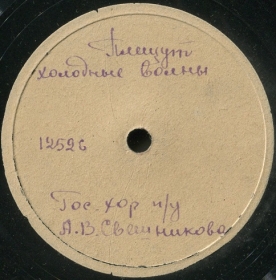 Плещут
холодные волны
12526
Гос. хор п/у
А.В. Свешникова